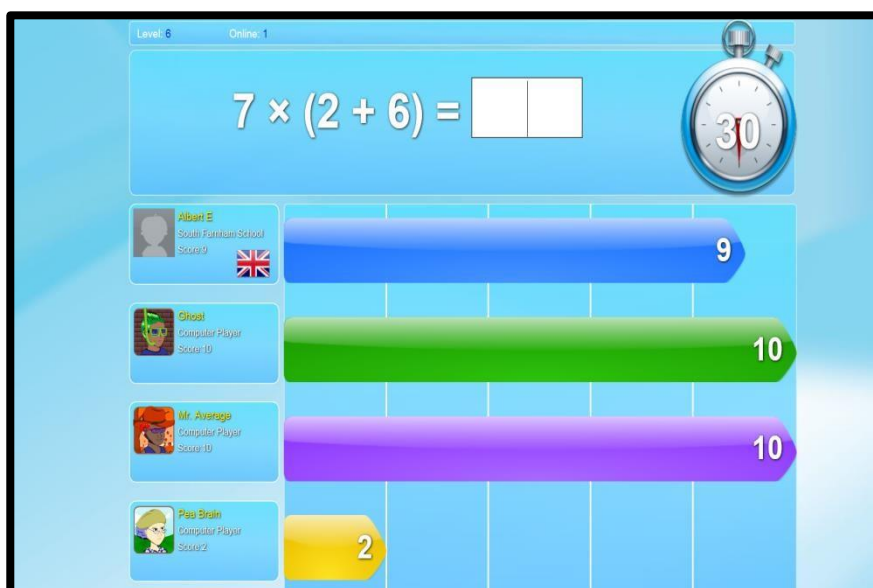 Level: 6 Online: 1
7 × (2 + 6) =
30
Albert E
South Farnham School
Score 9
9
Ghost
Computer Player
Score 10
10
Mr. Average
Computer Player
Score 10
10
Pea Brain
Computer Player
Score 2
2